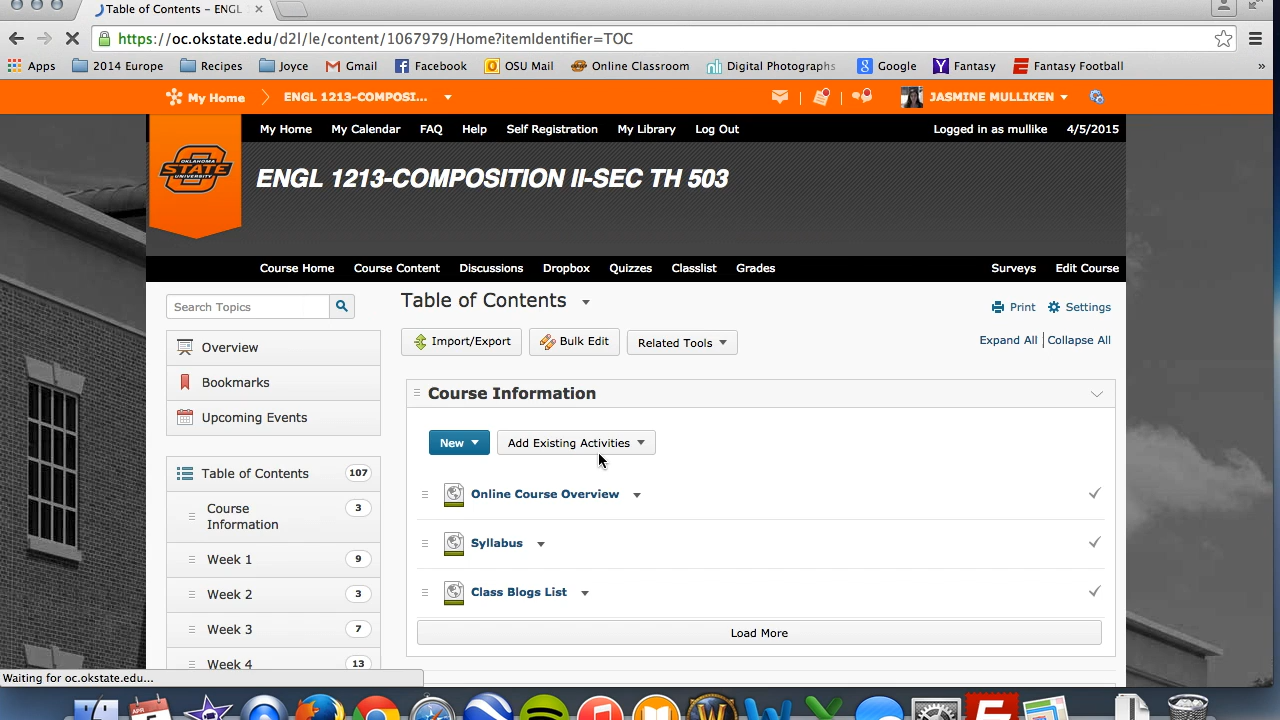 Table of Contents – ENGL
https://oc.okstate.edu/d2l/le/content/1067979/Home?itemIdentifier=TOC
Apps 2014 Europe Recipes Joyce Gmail Facebook OSU Mail Online Classroom Digital Photographs Google Fantasy Fantasy Football »
My Home ENGL 1213-COMPOSI... JASMINE MULLIKEN
My Home My Calendar FAQ Help Self Registration My Library Log Out Logged in as mullike 4/5/2015
OKLAHOMA
STATE
UNIVERSITY
ENGL 1213-COMPOSITION II-SEC TH 503
Course Home Course Content Discussions Dropbox Quizzes Classlist Grades Surveys Edit Course
Search Topics
Overview
Bookmarks
Upcoming Events
Table of Contents 107
Course Information 3
Week 1 9
Week 2 3
Week 3 7
Week 4 13
Table of Contents
Print Settings
Import/Export Bulk Edit Related Tools
Expand All Collapse All
Course Information
New Add Existing Activities
Online Course Overview
Syllabus
Class Blogs List
Load More
Waiting for oc.okstate.edu...
APR